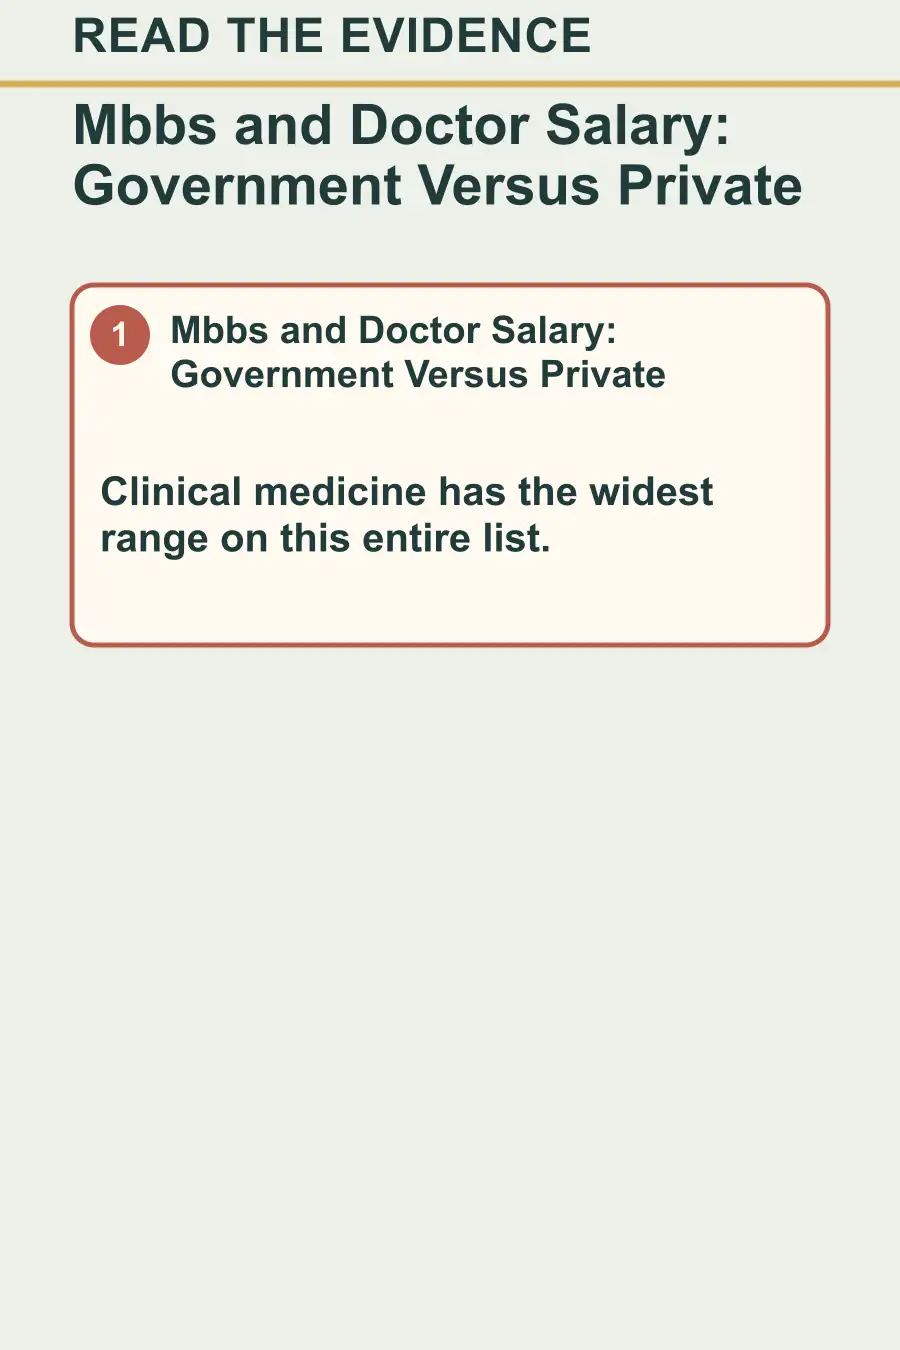 READ THE EVIDENCE
Mbbs and Doctor Salary:
Government Versus Private
1
Mbbs and Doctor Salary:
Government Versus Private
Clinical medicine has the widest
range on this entire list.